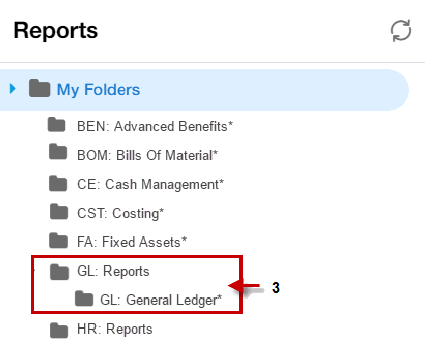 Reports
My Folders
BEN: Advanced Benefits*
BOM: Bills Of Material*
CE: Cash Management*
CST: Costing*
FA: Fixed Assets*
GL: Reports
3
GL: General Ledger*
HR: Reports